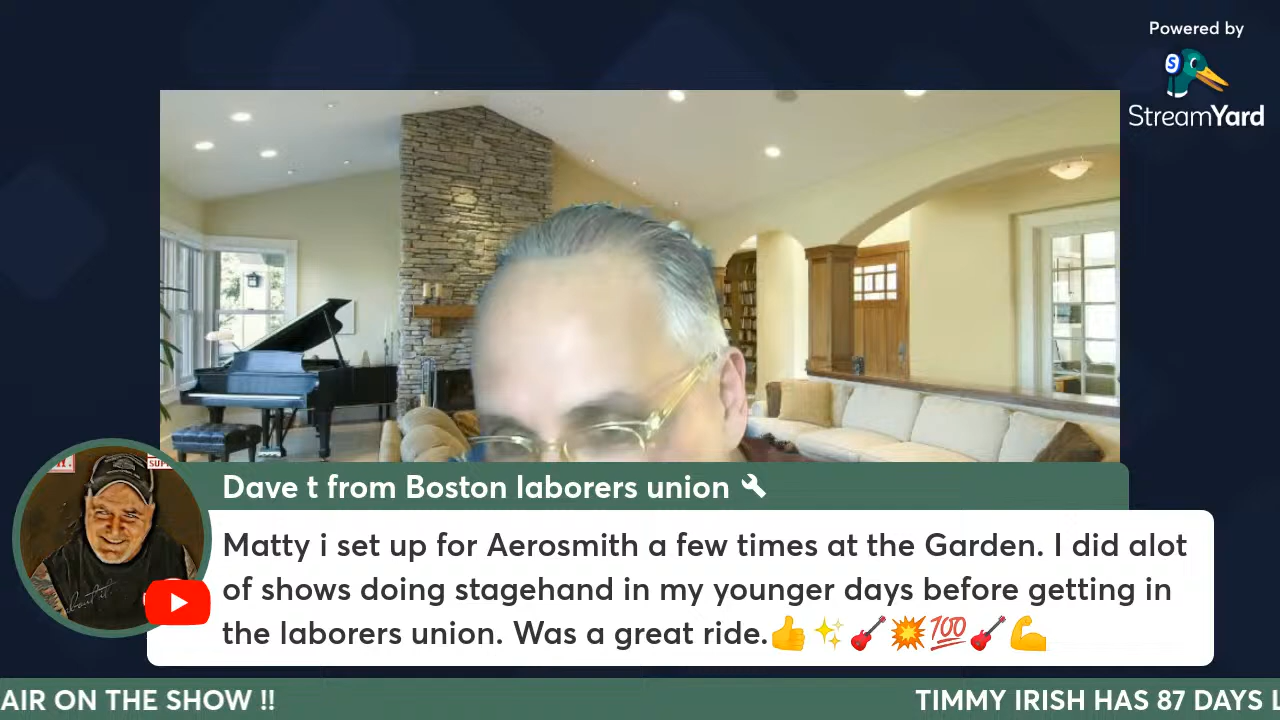 Powered by
S
StreamYard
Dave t from Boston laborers union
Matty i set up for Aerosmith a few times at the Garden. I did alot
of shows doing stagehand in my younger days before getting in
the laborers union. Was a great ride.👍✨🎸💥💯🎸💪
AIR ON THE SHOW !!
TIMMY IRISH HAS 87 DAYS L